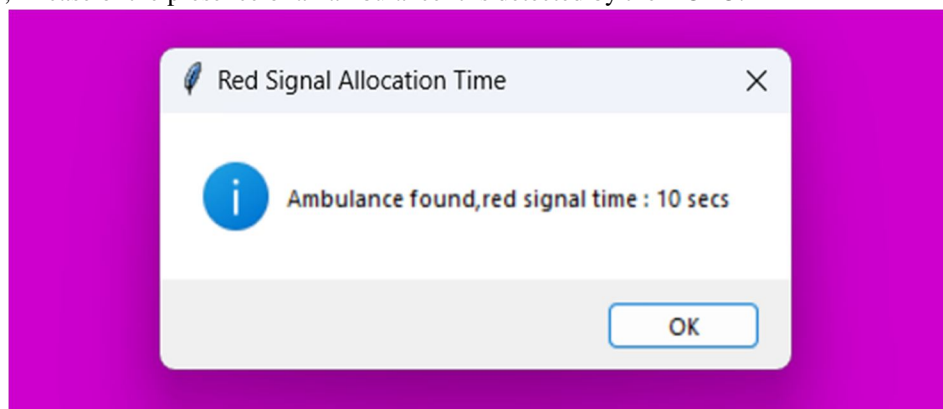 Red Signal Allocation Time
Ambulance found,red signal time : 10 secs
OK